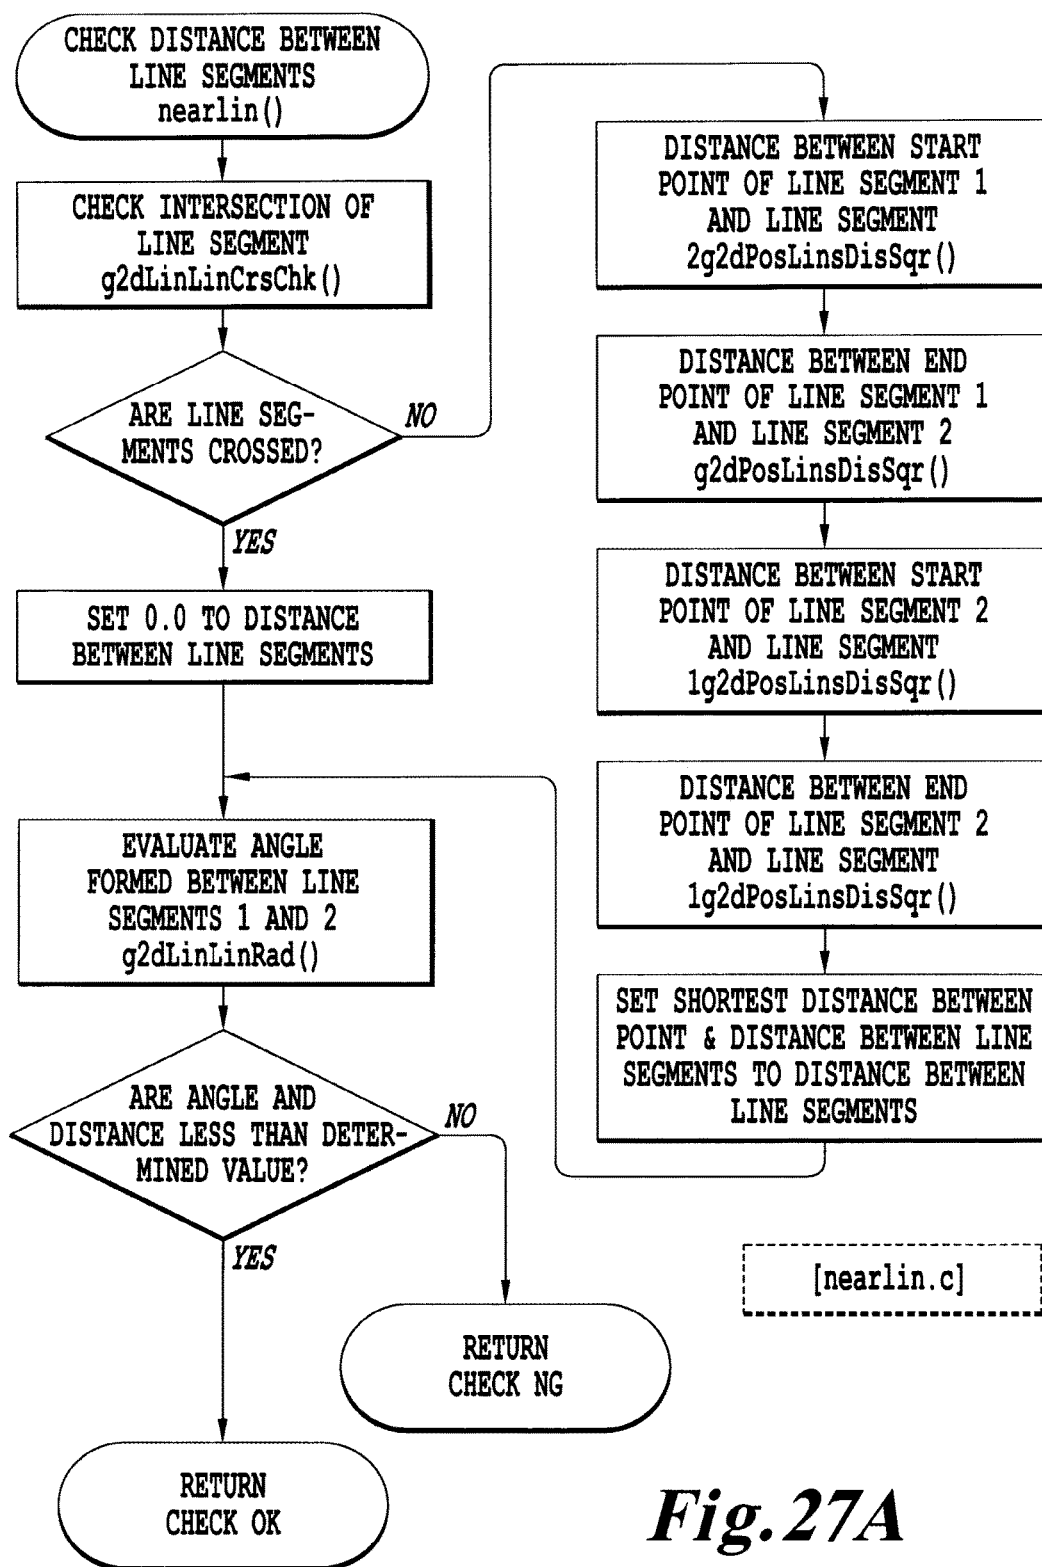 CHECK DISTANCE BETWEEN
LINE SEGMENTS
nearlin()
CHECK INTERSECTION OF
LINE SEGMENT
g2dLinLinCrsChk()
ARE LINE SEG-
MENTS CROSSED?
NO
YES
SET 0.0 TO DISTANCE
BETWEEN LINE SEGMENTS
EVALUATE ANGLE
FORMED BETWEEN LINE
SEGMENTS 1 AND 2
g2dLinLinRad()
ARE ANGLE AND
DISTANCE LESS THAN DETER-
MINED VALUE?
NO
YES
RETURN
CHECK NG
RETURN
CHECK OK
DISTANCE BETWEEN START
POINT OF LINE SEGMENT 1
AND LINE SEGMENT
2g2dPosLinsDisSqr()
DISTANCE BETWEEN END
POINT OF LINE SEGMENT 1
AND LINE SEGMENT 2
g2dPosLinsDisSqr()
DISTANCE BETWEEN START
POINT OF LINE SEGMENT 2
AND LINE SEGMENT
1g2dPosLinsDisSqr()
DISTANCE BETWEEN END
POINT OF LINE SEGMENT 2
AND LINE SEGMENT
1g2dPosLinsDisSqr()
SET SHORTEST DISTANCE BETWEEN
POINT & DISTANCE BETWEEN LINE
SEGMENTS TO DISTANCE BETWEEN
LINE SEGMENTS
[nearlin.c]
Fig.27A